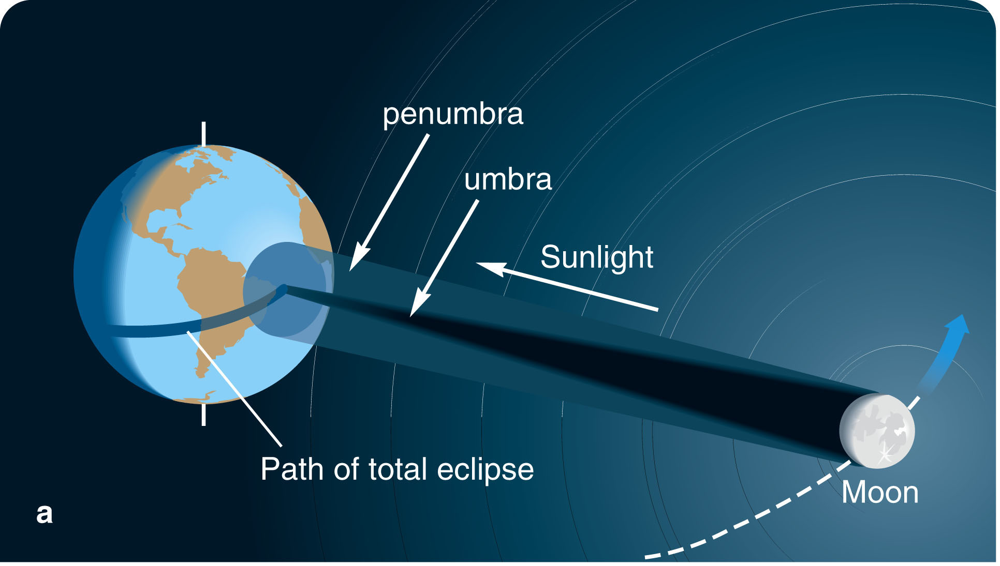 penumbra
umbra
Sunlight
Path of total eclipse
Moon
a